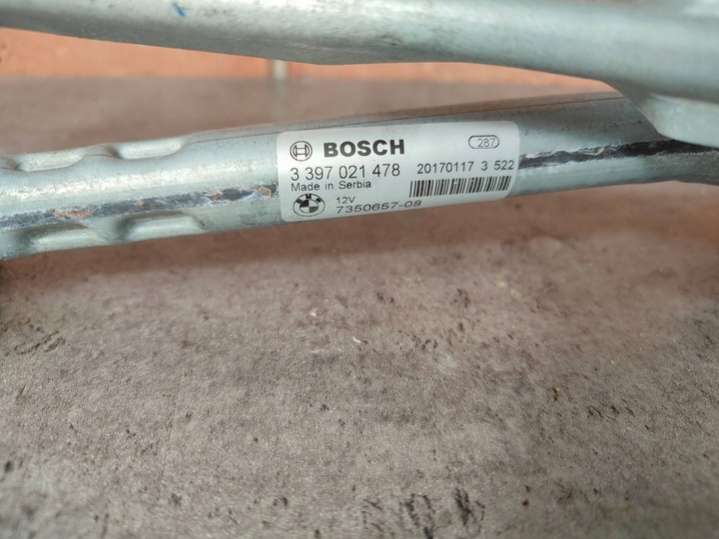 BOSCH 287
3 397 021 478 20170117 3 522
Made in Serbia
12V
7350657-09